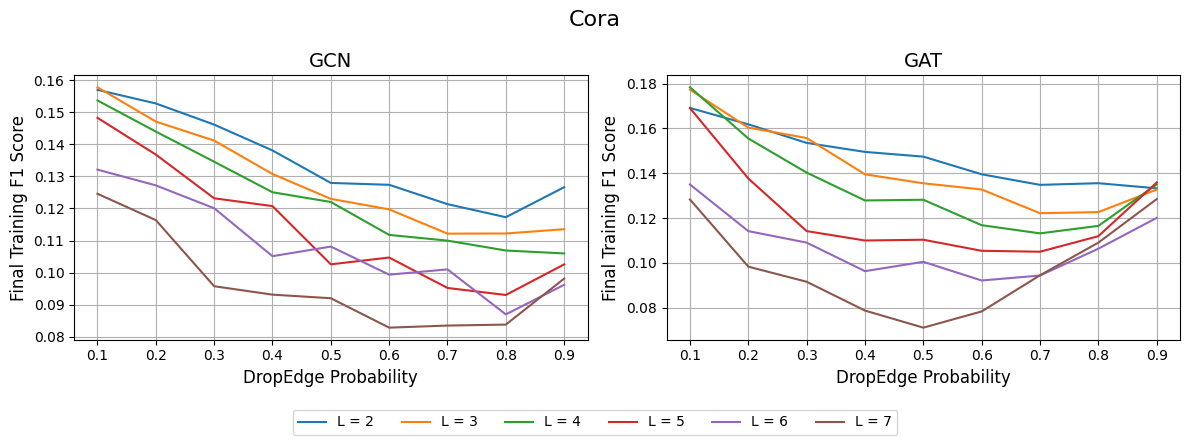 Cora
GCN
Final Training F1 Score
0.16
0.15
0.14
0.13
0.12
0.11
0.10
0.09
0.08
0.1 0.2 0.3 0.4 0.5 0.6 0.7 0.8 0.9
DropEdge Probability
GAT
Final Training F1 Score
0.18
0.16
0.14
0.12
0.10
0.08
0.1 0.2 0.3 0.4 0.5 0.6 0.7 0.8 0.9
DropEdge Probability
L = 2 L = 3 L = 4 L = 5 L = 6 L = 7